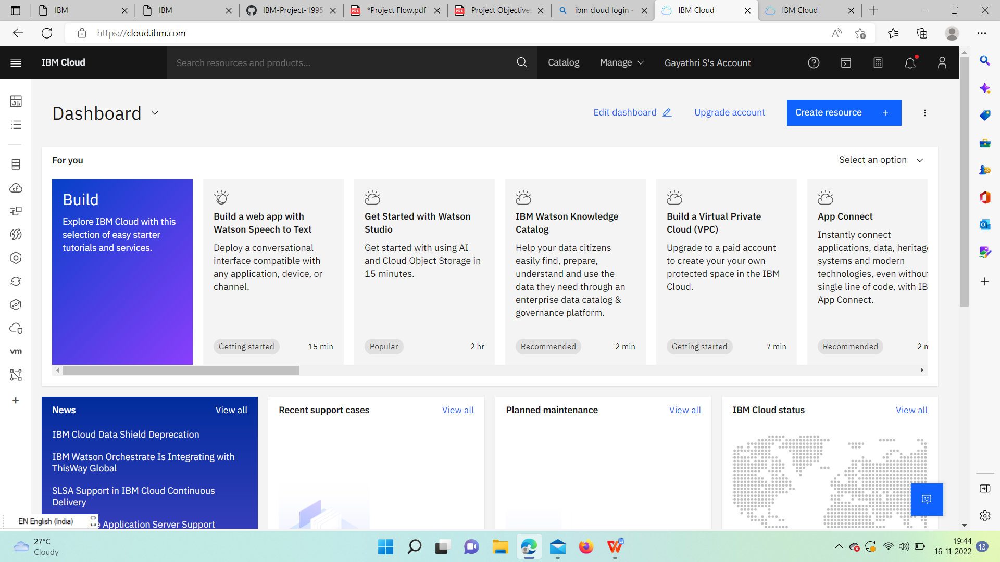 IBM
IBM
IBM-Project-1995
*Project Flow.pdf
Project Objectives
ibm cloud login -
IBM Cloud
IBM Cloud
https://cloud.ibm.com
IBM Cloud
Search resources and products...
Catalog
Manage
Gayathri S's Account
Dashboard
Edit dashboard
Upgrade account
Create resource +
For you
Select an option
Build
Explore IBM Cloud with this
selection of easy starter
tutorials and services.
Build a web app with
Watson Speech to Text
Deploy a conversational
interface compatible with
any application, device, or
channel.
Getting started
15 min
Get Started with Watson
Studio
Get started with using AI
and Cloud Object Storage in
15 minutes.
Popular
2 hr
IBM Watson Knowledge
Catalog
Help your data citizens
easily find, prepare,
understand and use the
data they need through an
enterprise data catalog &
governance platform.
Recommended
2 min
Build a Virtual Private
Cloud (VPC)
Upgrade to a paid account
to create your your own
protected space in the IBM
Cloud.
Getting started
7 min
App Connect
Instantly connect
applications, data, heritage
systems and modern
technologies, even without
single line of code, with IB
App Connect.
Recommended
2 m
cf
vm
News
View all
IBM Cloud Data Shield Deprecation
IBM Watson Orchestrate Is Integrating with
ThisWay Global
SLSA Support in IBM Cloud Continuous
Delivery
e Application Server Support
Recent support cases
View all
Planned maintenance
View all
IBM Cloud status
View all
EN English (India)
27°C
Cloudy
19:44
16-11-2022
13